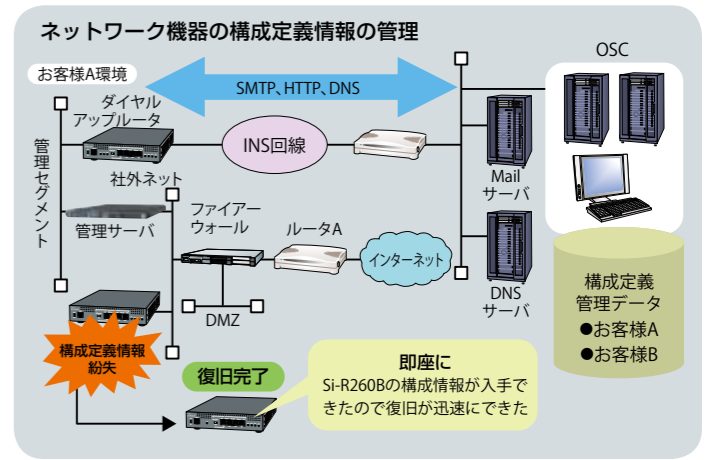 ネットワーク機器の構成定義情報の管理
お客様A環境
SMTP、HTTP、DNS
OSC
ダイヤル
アップルータ
INS回線
Mail
サーバ
管理セグメント
社外ネット
管理サーバ
ファイアー
ウォール
ルータA
インターネット
DNS
サーバ
DMZ
構成定義
管理データ
●お客様A
●お客様B
構成定義情報
紛失
復旧完了
即座に
Si-R260Bの構成情報が入手で
きたので復旧が迅速にできた